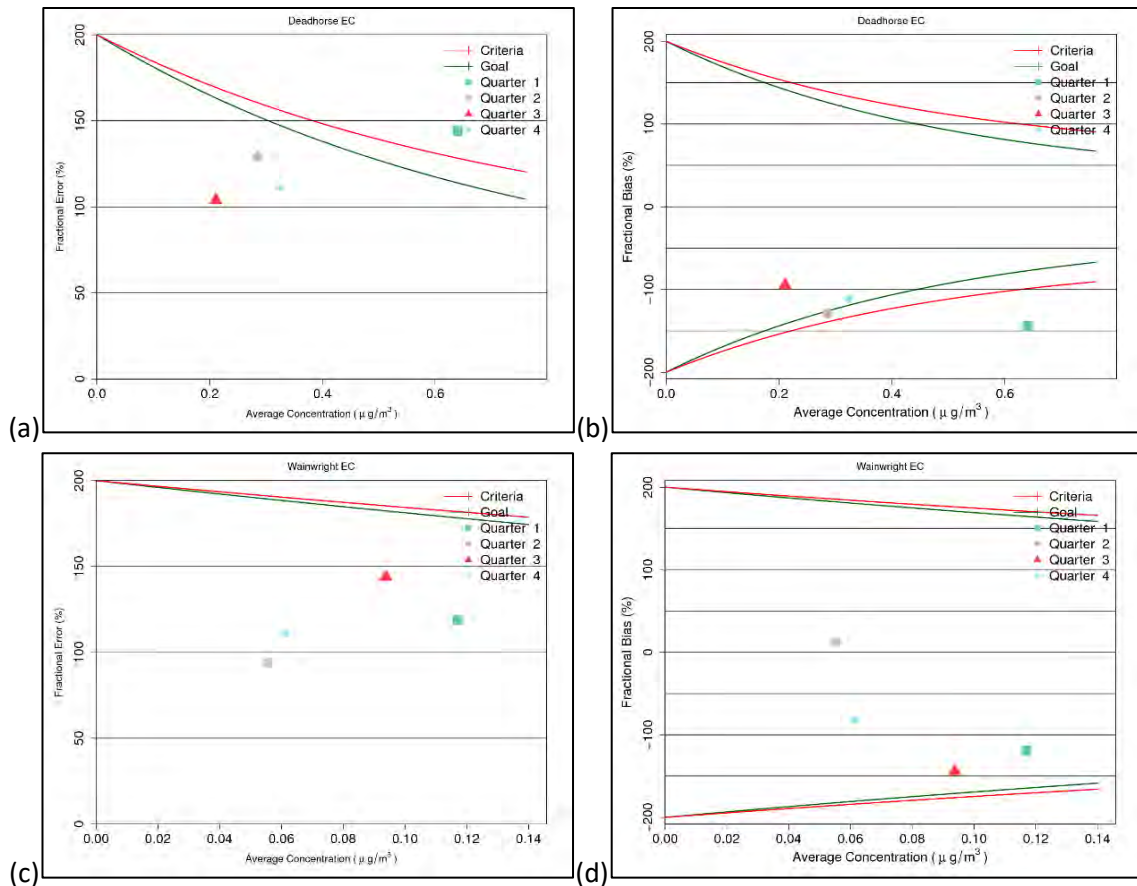 Deadhorse EC
Criteria
Goal
Quarter 1
Quarter 2
Quarter 3
Quarter 4
Fractional Error (%)
200
150
100
50
0
0.0 0.2 0.4 0.6
Average Concentration ( μ g/m³)
(a)
Deadhorse EC
Criteria
Goal
Quarter 1
Quarter 2
Quarter 3
Quarter 4
Fractional Bias (%)
200
100
0
−100
−200
0.0 0.2 0.4 0.6
Average Concentration ( μ g/m³)
(b)
Wainwright EC
Criteria
Goal
Quarter 1
Quarter 2
Quarter 3
Quarter 4
Fractional Error (%)
200
150
100
50
0
0.00 0.02 0.04 0.06 0.08 0.10 0.12 0.14
Average Concentration ( μ g/m³)
(c)
Wainwright EC
Criteria
Goal
Quarter 1
Quarter 2
Quarter 3
Quarter 4
Fractional Bias (%)
200
100
0
−100
−200
0.00 0.02 0.04 0.06 0.08 0.10 0.12 0.14
Average Concentration ( μ g/m³)
(d)